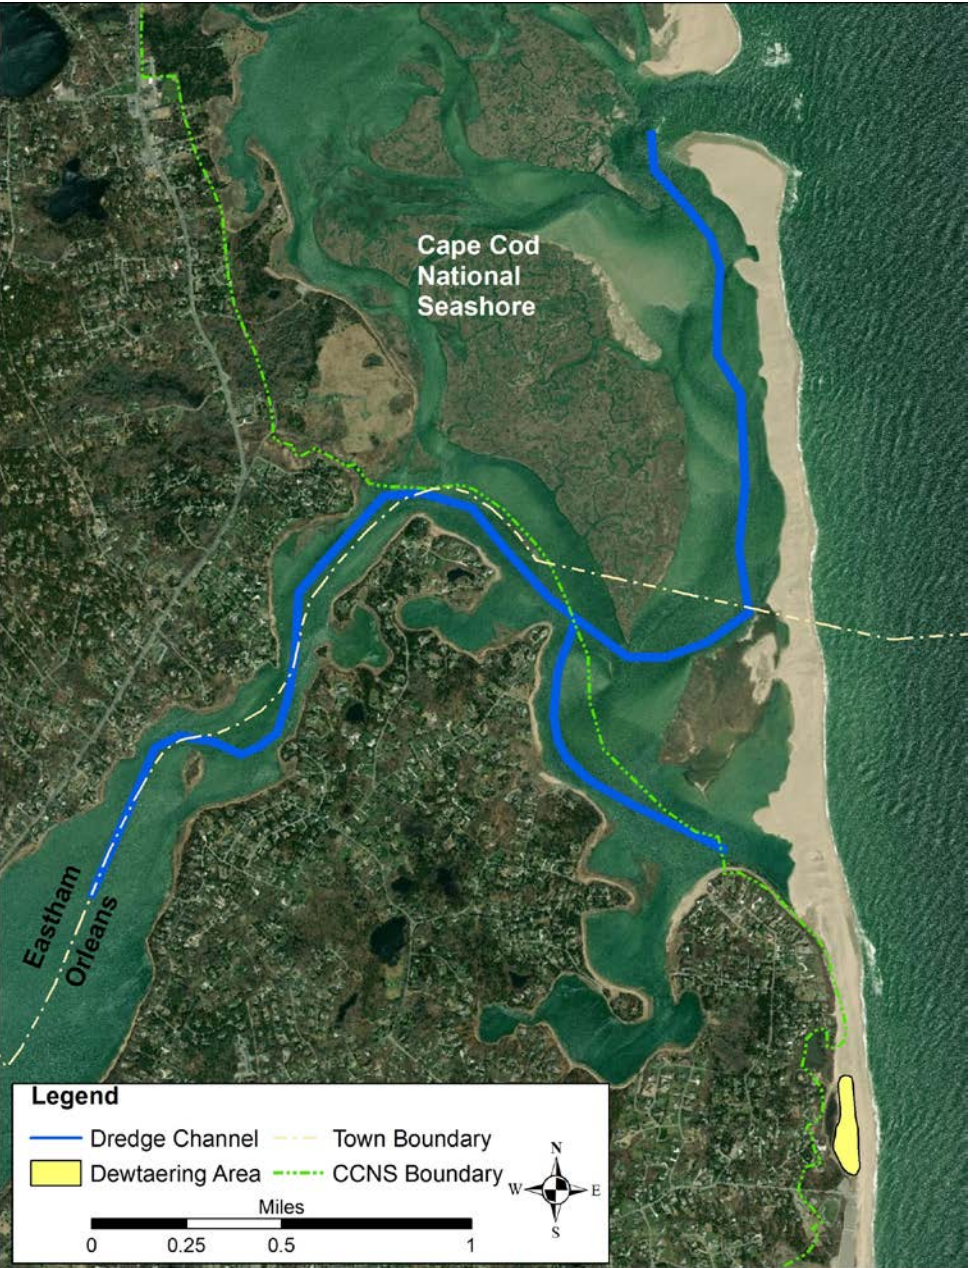 Cape Cod
National
Seashore
Eastham
Orleans
Legend
Dredge Channel
Town Boundary
Dewtaering Area
CCNS Boundary
Miles
0 0.25 0.5 1
N
W E
S